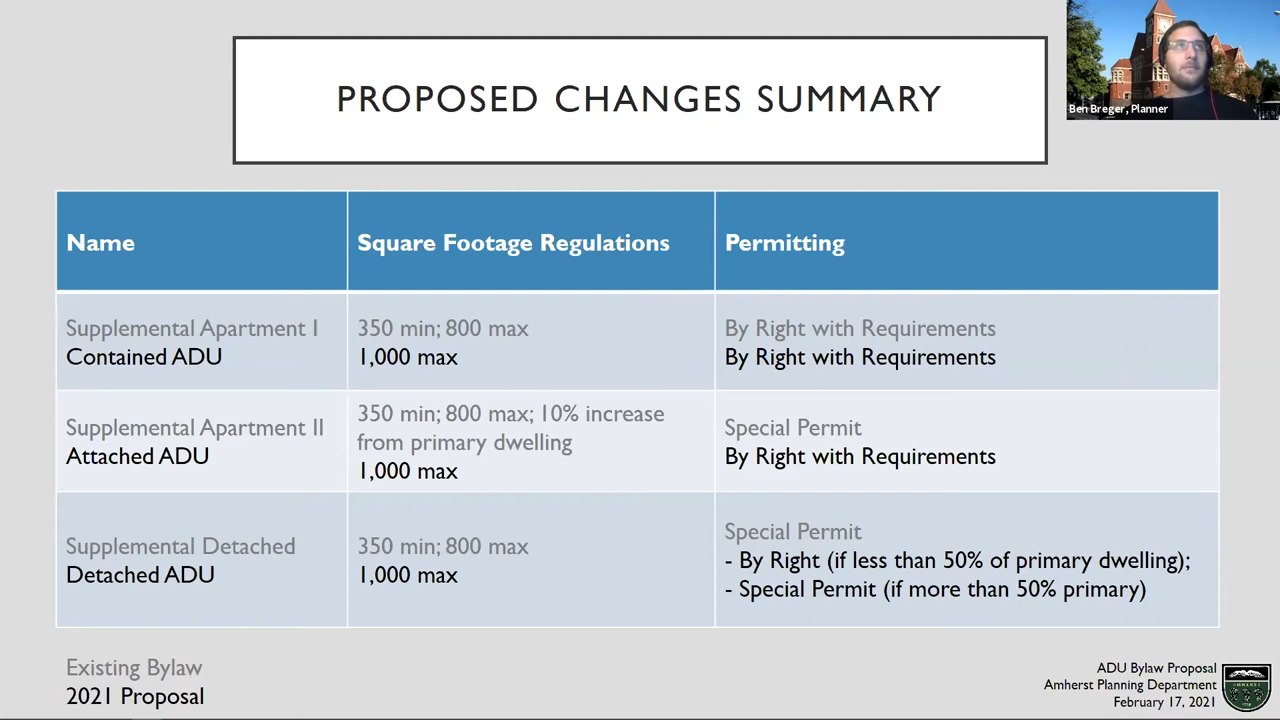 Ben Breger, Planner
PROPOSED CHANGES SUMMARY
Name
Square Footage Regulations
Permitting
Supplemental Apartment I
Contained ADU
350 min; 800 max
1,000 max
By Right with Requirements
By Right with Requirements
Supplemental Apartment II
Attached ADU
350 min; 800 max; 10% increase
from primary dwelling
1,000 max
Special Permit
By Right with Requirements
Supplemental Detached
Detached ADU
350 min; 800 max
1,000 max
Special Permit
- By Right (if less than 50% of primary dwelling);
- Special Permit (if more than 50% primary)
Existing Bylaw
2021 Proposal
ADU Bylaw Proposal
Amherst Planning Department
February 17, 2021